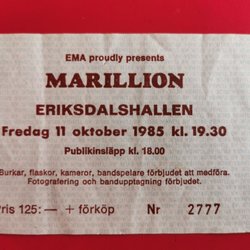 EMA proudly presents
MARILLION
ERIKSDALSHALLEN
Fredag 11 oktober 1985 kl. 19.30
Publikinsläpp kl. 18.00
Burkar, flaskor, kameror, bandspelare förbjudet att medföra.
Fotografering och bandupptagning förbjudet.
Pris 125:— + förköp Nr 2777